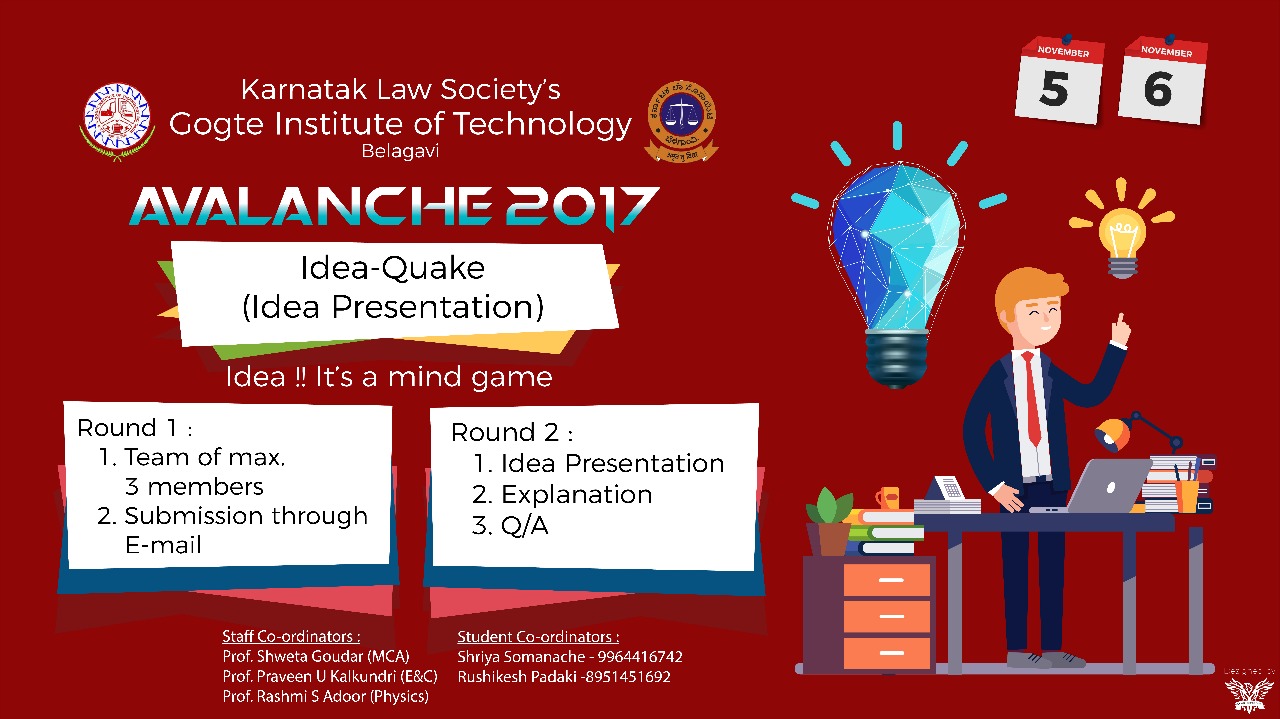 Karnatak Law Society's
Gogte Institute of Technology
Belagavi
AVALANCHE 2017
Idea-Quake
(Idea Presentation)
Idea !! It's a mind game
Round 1 :
1. Team of max.
3 members
2. Submission through
E-mail
Round 2 :
1. Idea Presentation
2. Explanation
3. Q/A
Staff Co-ordinators :
Prof. Shweta Goudar (MCA)
Prof. Praveen U Kalkundri (E&C)
Prof. Rashmi S Adoor (Physics)
Student Co-ordinators :
Shriya Somanache - 9964416742
Rushikesh Padaki -8951451692
NOVEMBER
5
NOVEMBER
6
Designed by